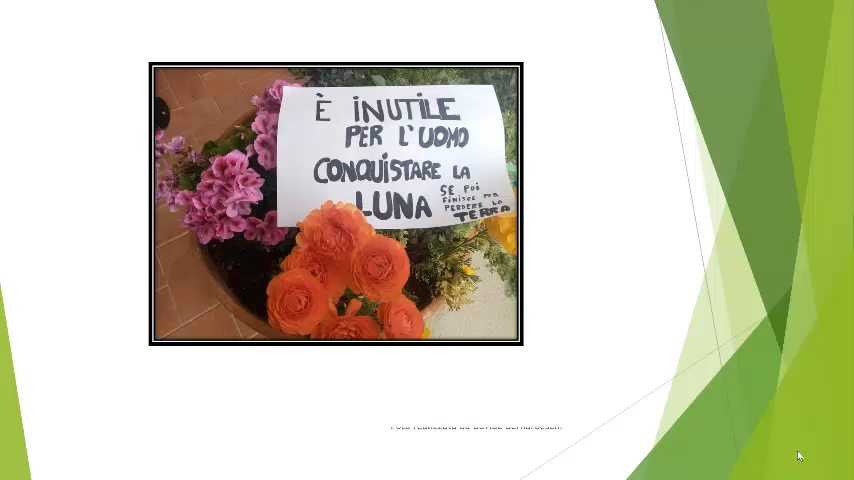 È INUTILE
PER L'UOMO
CONQUISTARE LA
LUNA
SE POI
FINISCE PER
PERDERE LA
TERRA